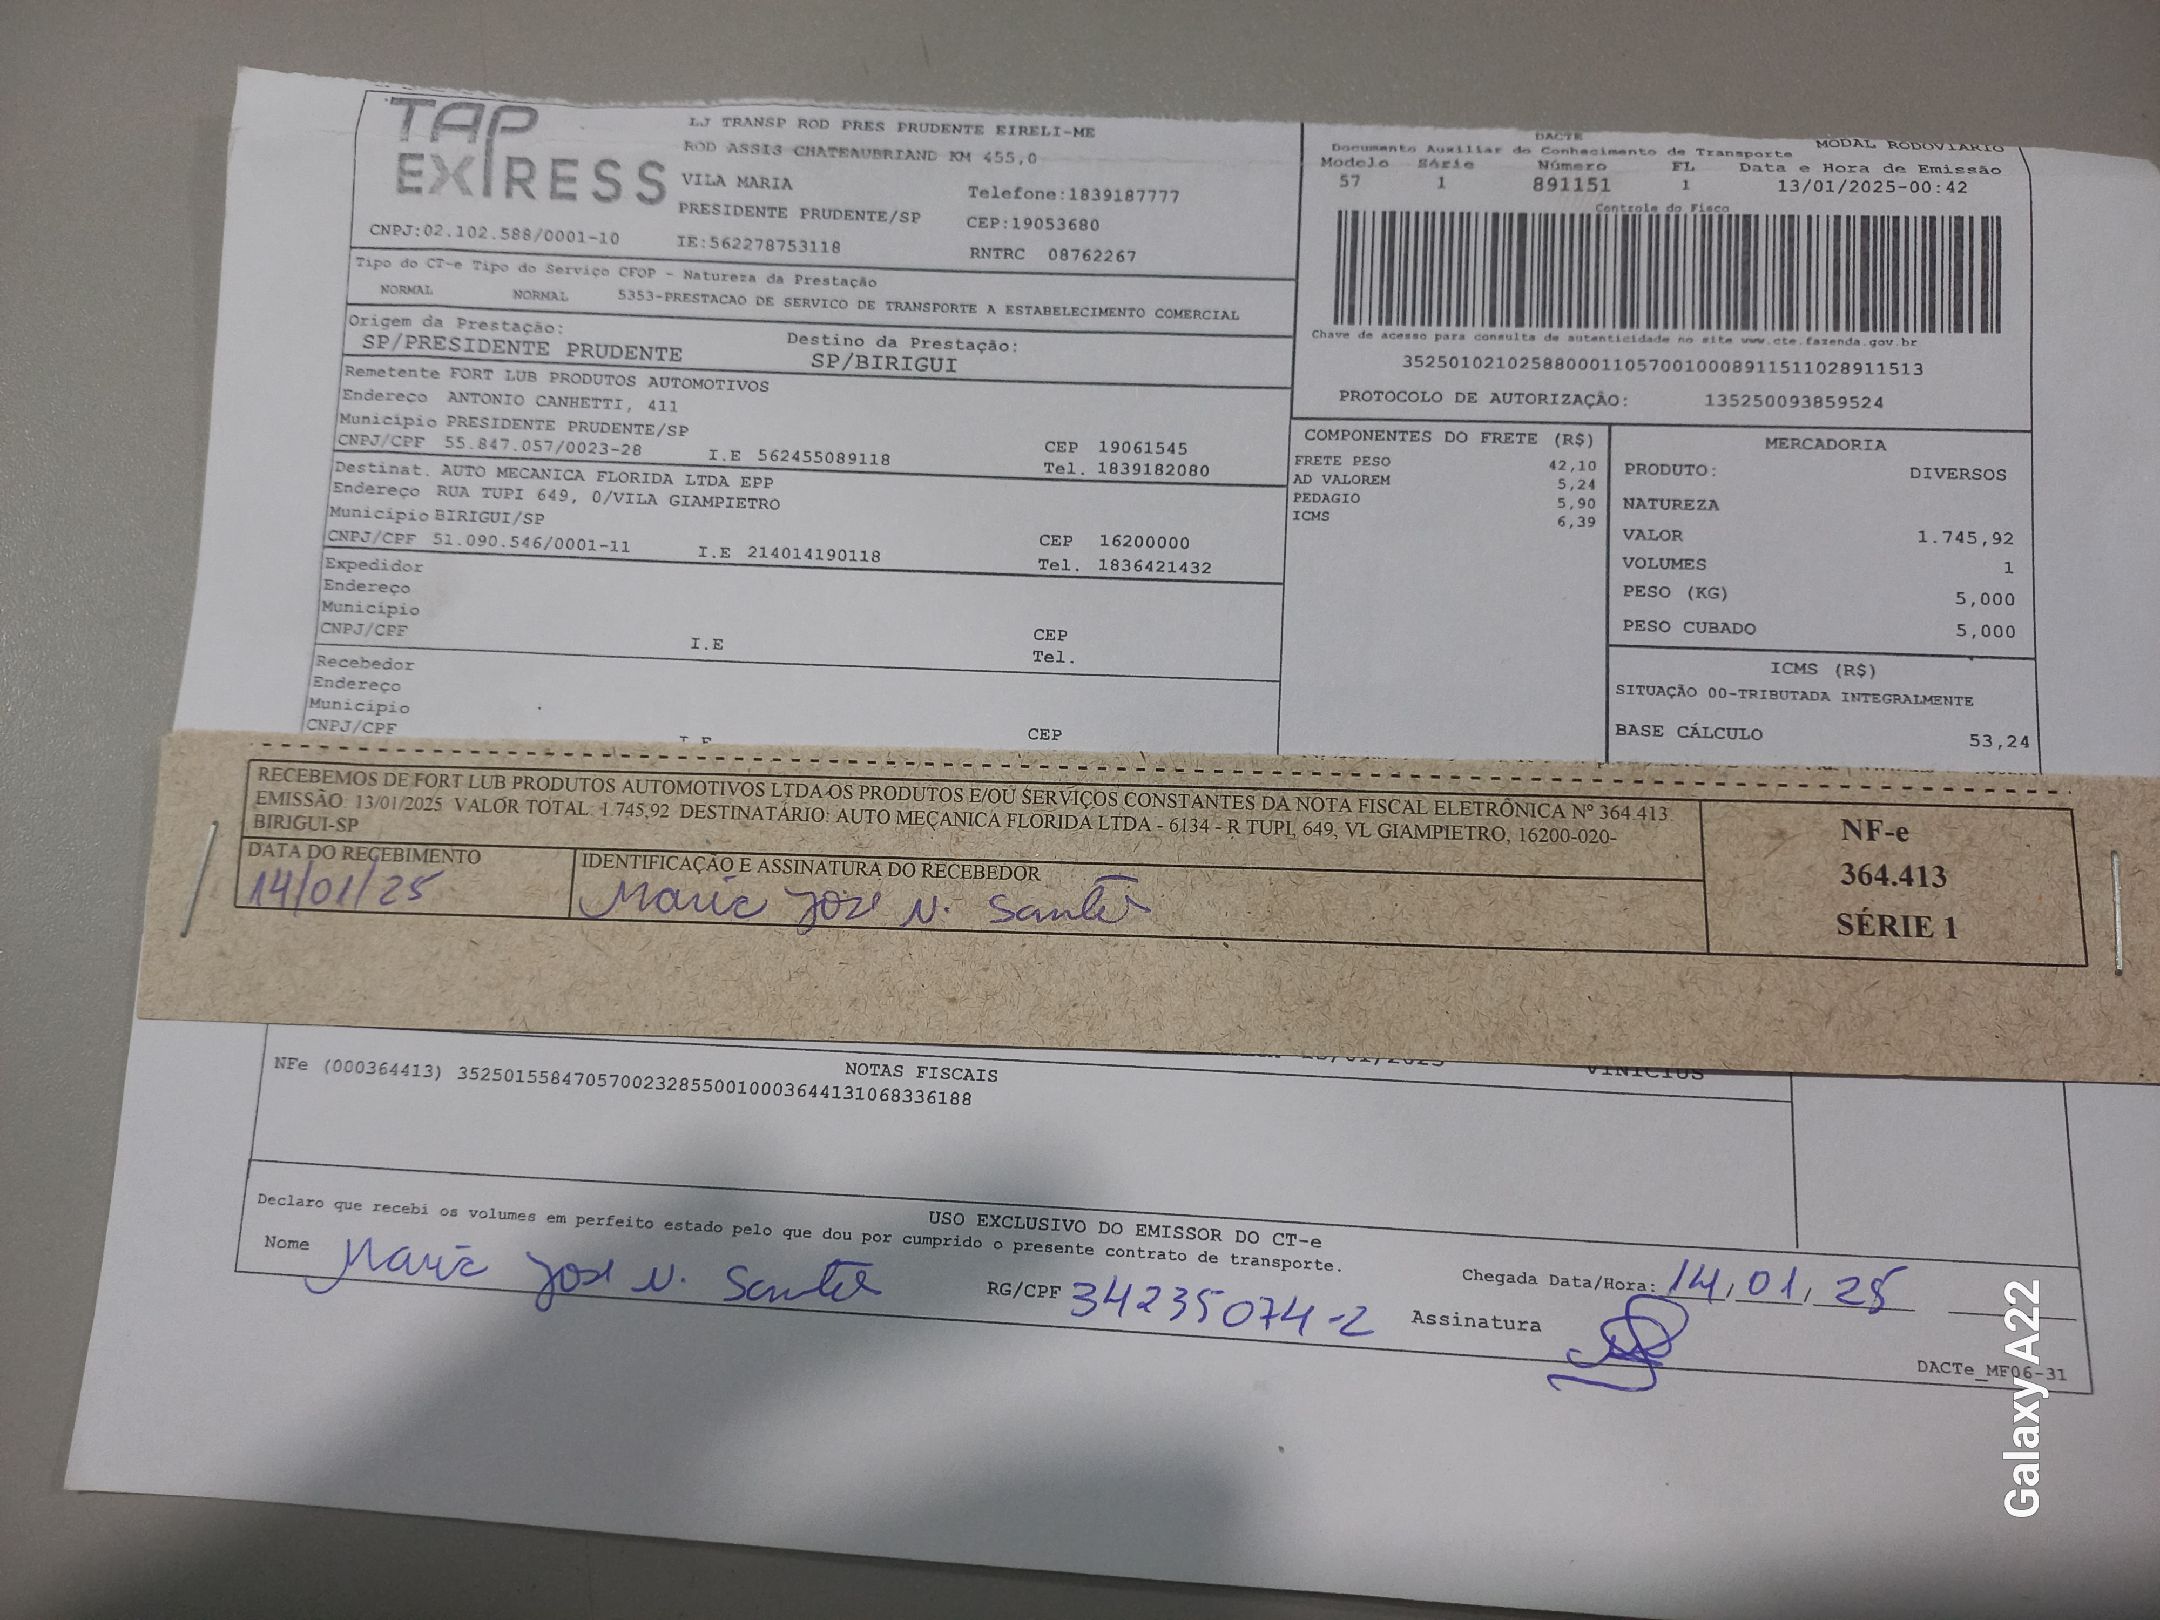 TAP EXPRESS
LJ TRANSP ROD PRES PRUDENTE EIRELI-ME
ROD ASSIS CHATEAUBRIAND KM 455,0
VILA MARIA Telefone:1839187777
PRESIDENTE PRUDENTE/SP CEP:19053680
CNPJ:02.102.588/0001-10 IE:562278753118 RNTRC 08762267
Tipo do CT-e Tipo do Serviço CFOP - Natureza da Prestação
NORMAL NORMAL 5353-PRESTACAO DE SERVICO DE TRANSPORTE A ESTABELECIMENTO COMERCIAL
Origem da Prestação: Destino da Prestação:
SP/PRESIDENTE PRUDENTE SP/BIRIGUI
Remetente FORT LUB PRODUTOS AUTOMOTIVOS
Endereço ANTONIO CANHETTI, 411
Município PRESIDENTE PRUDENTE/SP CEP 19061545
CNPJ/CPF 55.847.057/0023-28 I.E 562455089118 Tel. 1839182080
Destinat. AUTO MECANICA FLORIDA LTDA EPP
Endereço RUA TUPI 649, 0/VILA GIAMPIETRO
Município BIRIGUI/SP CEP 16200000
CNPJ/CPF 51.090.546/0001-11 I.E 214014190118 Tel. 1836421432
Expedidor
Endereço
Município CEP
CNPJ/CPF I.E Tel.
Recebedor
Endereço
Município CEP
CNPJ/CPF I.E
DACTE MODAL RODOVIÁRIO
Documento Auxiliar do Conhecimento de Transporte
Modelo Série Número FL Data e Hora de Emissão
57 1 891151 1 13/01/2025-00:42
Controle do Fisco
Chave de acesso para consulta de autenticidade no site www.cte.fazenda.gov.br
35250102102588000110570010008911511028911513
PROTOCOLO DE AUTORIZAÇÃO: 135250093859524
COMPONENTES DO FRETE (R$)
FRETE PESO 42,10
AD VALOREM 5,24
PEDAGIO 5,90
ICMS 6,39
MERCADORIA
PRODUTO: DIVERSOS
NATUREZA
VALOR 1.745,92
VOLUMES 1
PESO (KG) 5,000
PESO CUBADO 5,000
ICMS (R$)
SITUAÇÃO 00-TRIBUTADA INTEGRALMENTE
BASE CÁLCULO 53,24
RECEBEMOS DE FORT LUB PRODUTOS AUTOMOTIVOS LTDA OS PRODUTOS E/OU SERVIÇOS CONSTANTES DA NOTA FISCAL ELETRÔNICA Nº 364.413
EMISSÃO: 13/01/2025 VALOR TOTAL: 1.745,92 DESTINATÁRIO: AUTO MECANICA FLORIDA LTDA - 6134 - R TUPI, 649, VL GIAMPIETRO, 16200-020-
BIRIGUI-SP
DATA DO RECEBIMENTO IDENTIFICAÇÃO E ASSINATURA DO RECEBEDOR
14/01/25 Maria José N. Santos
NF-e
364.413
SÉRIE 1
VINICIUS
NOTAS FISCAIS
NFe (000364413) 35250155847057002328550010003644131068336188
USO EXCLUSIVO DO EMISSOR DO CT-e
Declaro que recebi os volumes em perfeito estado pelo que dou por cumprido o presente contrato de transporte.
Nome Maria José N. Santos RG/CPF 34235074-2 Chegada Data/Hora: 14/01/25
Assinatura
DACTe_MF06-31
Galaxy A22